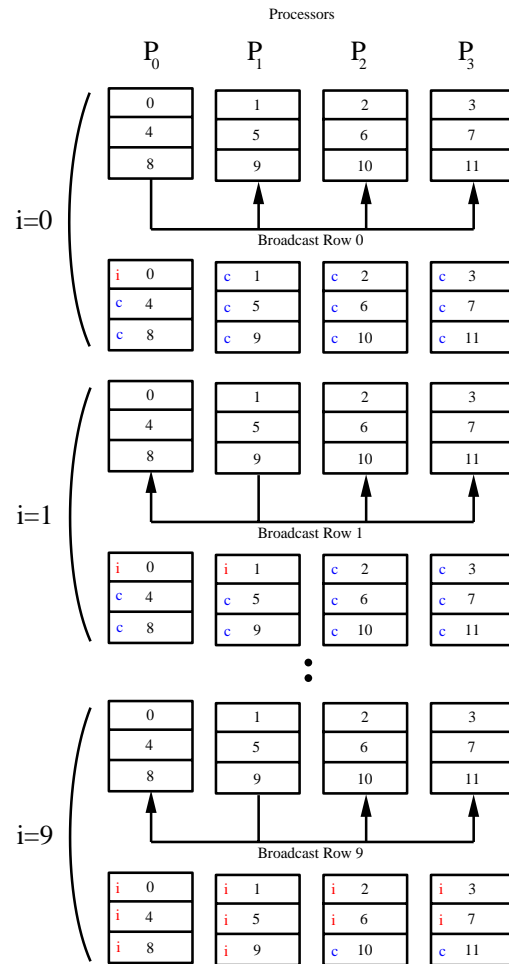 Processors
P0 P1 P2 P3
0 1 2 3
4 5 6 7
8 9 10 11
i=0
Broadcast Row 0
i 0 c 1 c 2 c 3
c 4 c 5 c 6 c 7
c 8 c 9 c 10 c 11
0 1 2 3
4 5 6 7
8 9 10 11
i=1
Broadcast Row 1
i 0 i 1 c 2 c 3
c 4 c 5 c 6 c 7
c 8 c 9 c 10 c 11
0 1 2 3
4 5 6 7
8 9 10 11
i=9
Broadcast Row 9
i 0 i 1 i 2 i 3
i 4 i 5 i 6 i 7
i 8 i 9 c 10 c 11